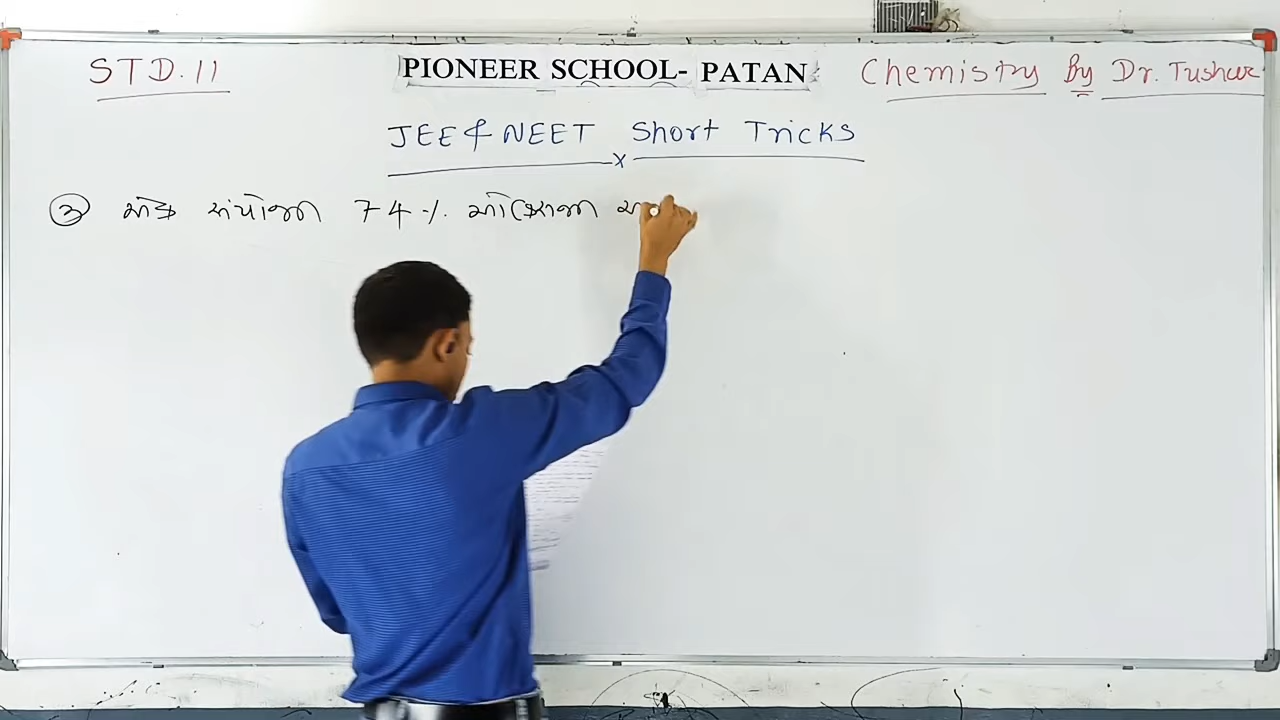 STD.11 PIONEER SCHOOL- PATAN Chemistry By Dr. Tushar
JEE & NEET Short Tricks
x
③ એક સંયોજન 74 % ઓક્સિજન